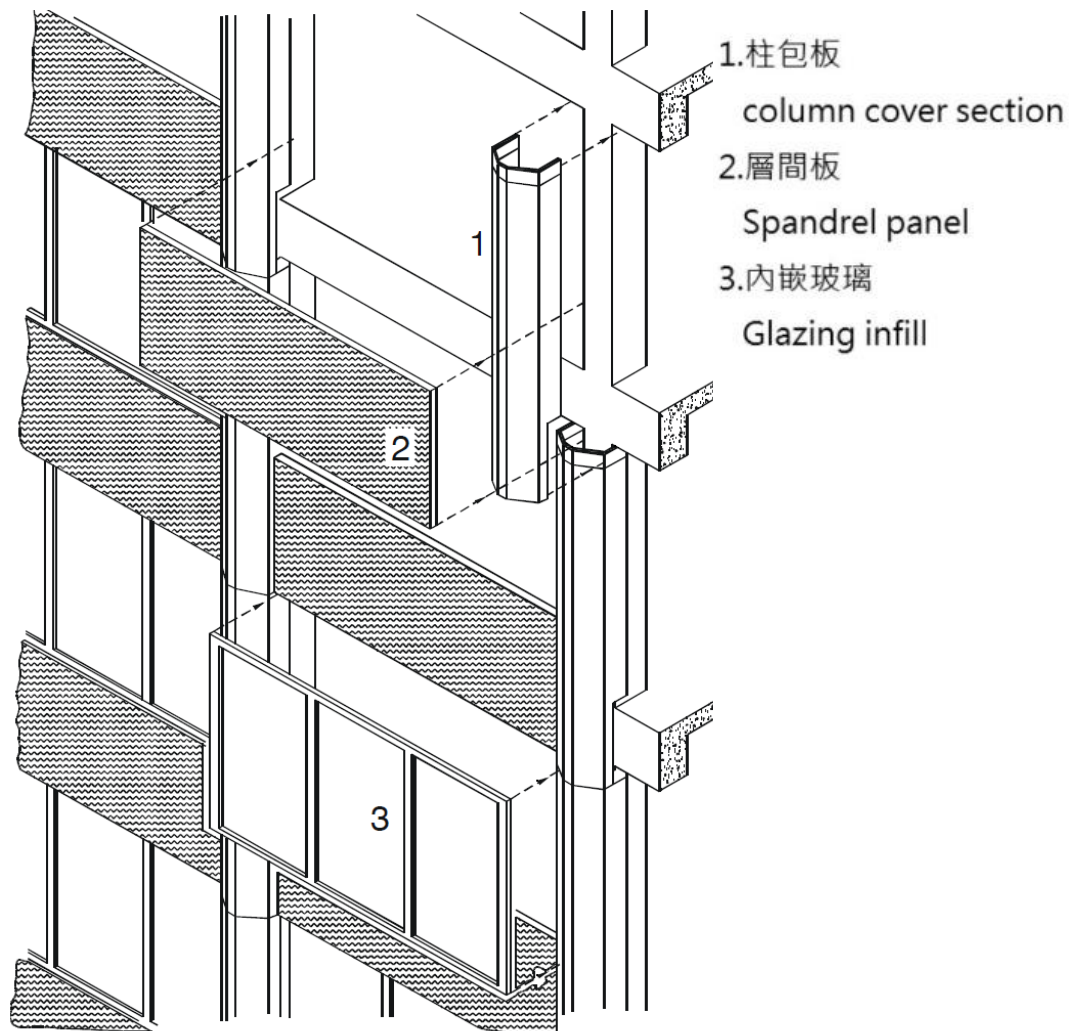 1.柱包板
column cover section
2.層間板
Spandrel panel
3.內嵌玻璃
Glazing infill
1
2
3